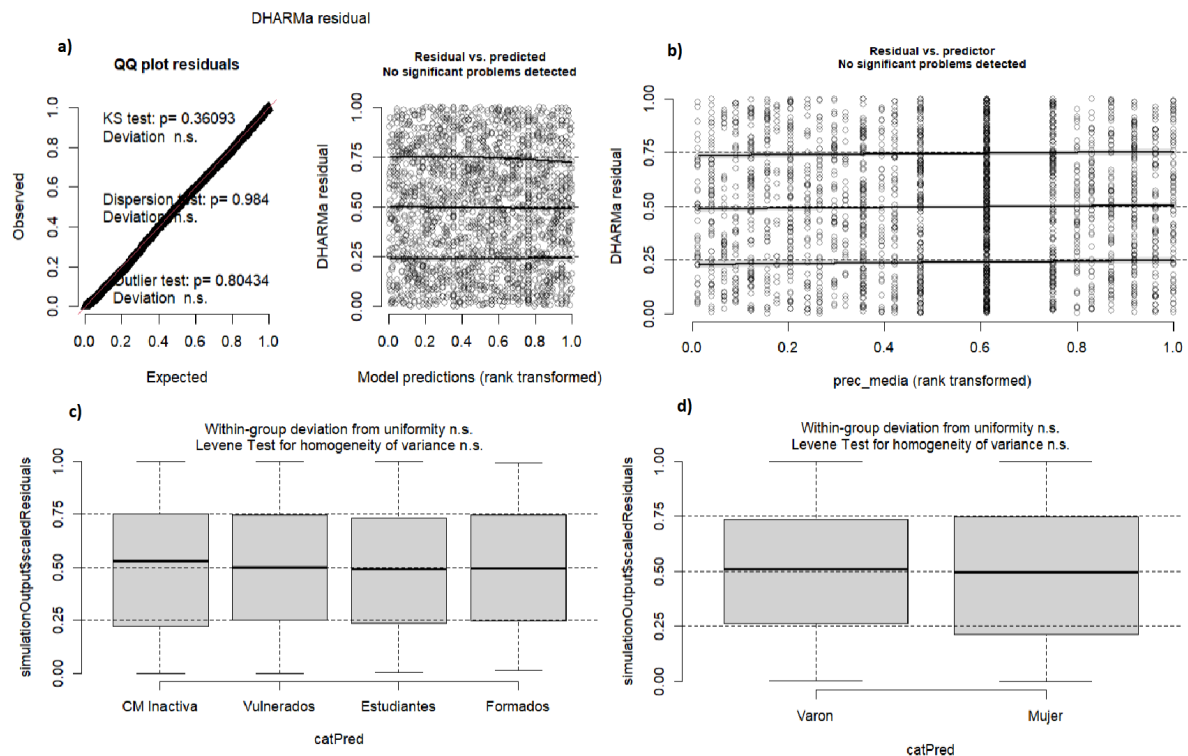 DHARMa residual
a)
QQ plot residuals
KS test: p= 0.36093
Deviation n.s.
Dispersion test: p= 0.984
Deviation n.s.
Outlier test: p= 0.80434
Deviation n.s.
Observed
0.0 0.2 0.4 0.6 0.8 1.0
0.0 0.2 0.4 0.6 0.8 1.0
Expected
Residual vs. predicted
No significant problems detected
DHARMa residual
0.00 0.25 0.50 0.75 1.00
0.0 0.2 0.4 0.6 0.8 1.0
Model predictions (rank transformed)
b)
Residual vs. predictor
No significant problems detected
DHARMa residual
0.00 0.25 0.50 0.75 1.00
0.0 0.2 0.4 0.6 0.8 1.0
prec_media (rank transformed)
c)
Within-group deviation from uniformity n.s.
Levene Test for homogeneity of variance n.s.
simulationOutput$scaledResiduals
0.00 0.25 0.50 0.75 1.00
CM Inactiva Vulnerados Estudiantes Formados
catPred
d)
Within-group deviation from uniformity n.s.
Levene Test for homogeneity of variance n.s.
simulationOutput$scaledResiduals
0.00 0.25 0.50 0.75 1.00
Varon Mujer
catPred